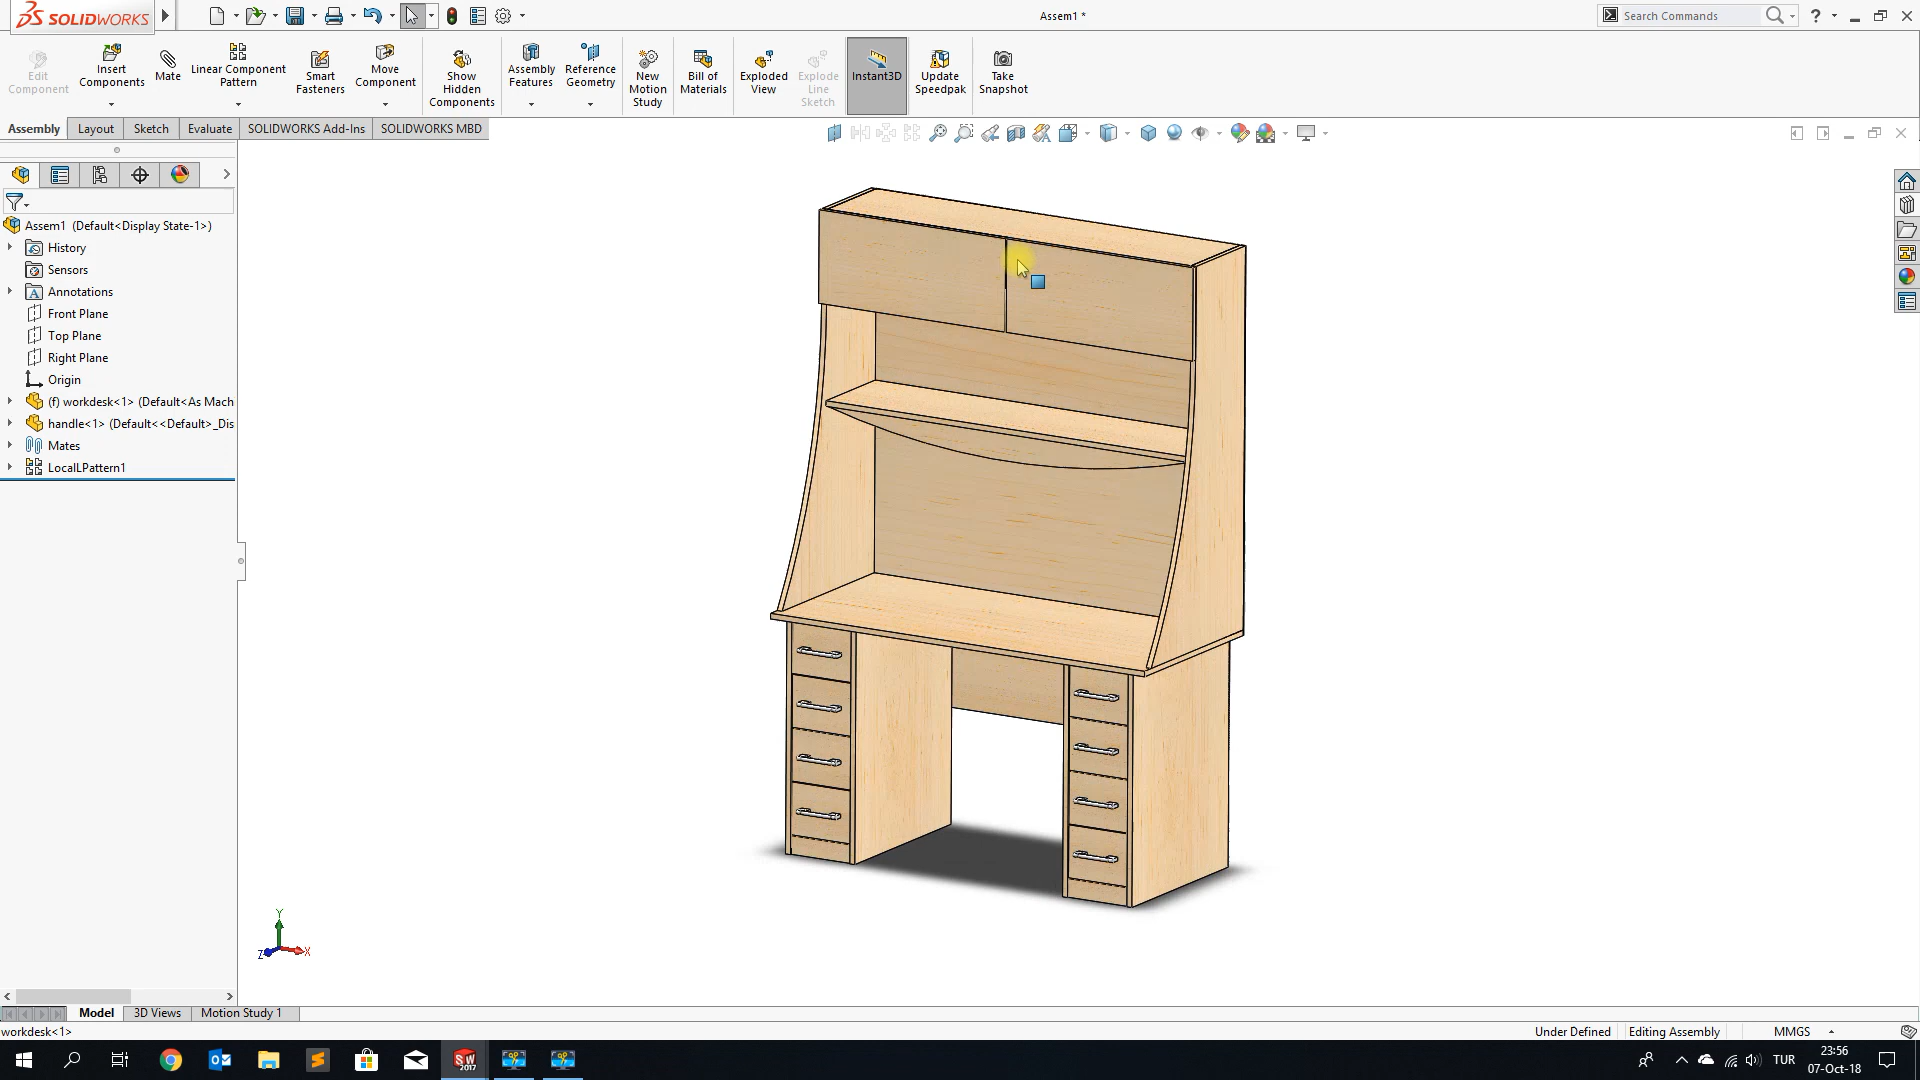 SOLIDWORKS
Assem1 *
Search Commands
Edit Component
Insert Components
Mate
Linear Component Pattern
Smart Fasteners
Move Component
Show Hidden Components
Assembly Features
Reference Geometry
New Motion Study
Bill of Materials
Exploded View
Explode Line Sketch
Instant3D
Update Speedpak
Take Snapshot
Assembly
Layout
Sketch
Evaluate
SOLIDWORKS Add-Ins
SOLIDWORKS MBD
Assem1 (Default<Display State-1>)
History
Sensors
Annotations
Front Plane
Top Plane
Right Plane
Origin
(f) workdesk<1> (Default<As Mach
handle<1> (Default<<Default>_Dis
Mates
LocalLPattern1
Y
Z
X
Model
3D Views
Motion Study 1
workdesk<1>
Under Defined
Editing Assembly
MMGS
SW 2017
TUR
23:56
07-Oct-18